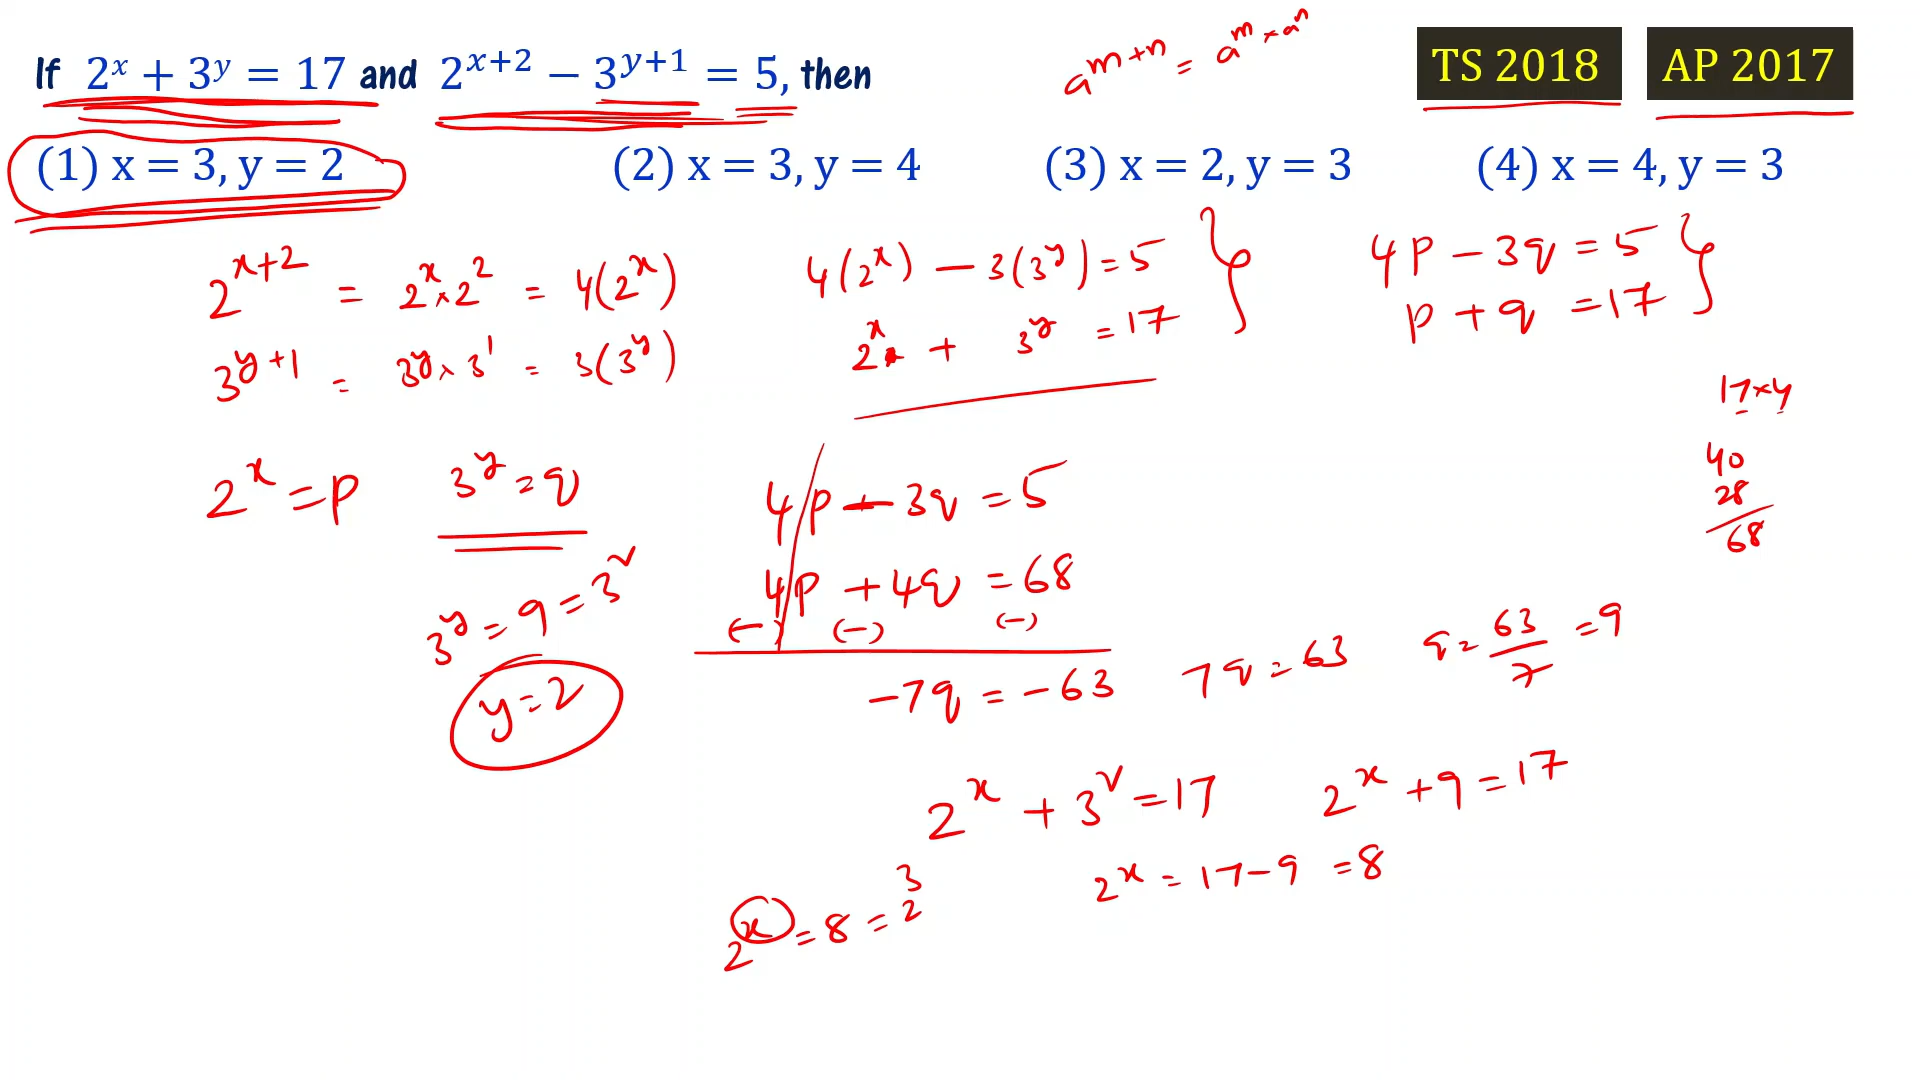 If 2^x + 3^y = 17 and 2^{x+2} − 3^{y+1} = 5, then
a^{m+n} = a^m × a^n
TS 2018
AP 2017
(1) x = 3, y = 2
(2) x = 3, y = 4
(3) x = 2, y = 3
(4) x = 4, y = 3
2^{x+2} = 2^x × 2^2 = 4(2^x)
3^{y+1} = 3^y × 3^1 = 3(3^y)
4(2^x) − 3(3^y) = 5 }
2^x + 3^y = 17
4p − 3q = 5 }
p + q = 17
17 × 4
40
28
68
2^x = p
3^y = q
3^y = 9 = 3^2
y = 2
4p − 3q = 5
4p + 4q = 68
(−) (−) (−)
−7q = −63
7q = 63
q = 63/7 = 9
2^x + 3^2 = 17
2^x + 9 = 17
2^x = 17 − 9 = 8
2^x = 8 = 2^3